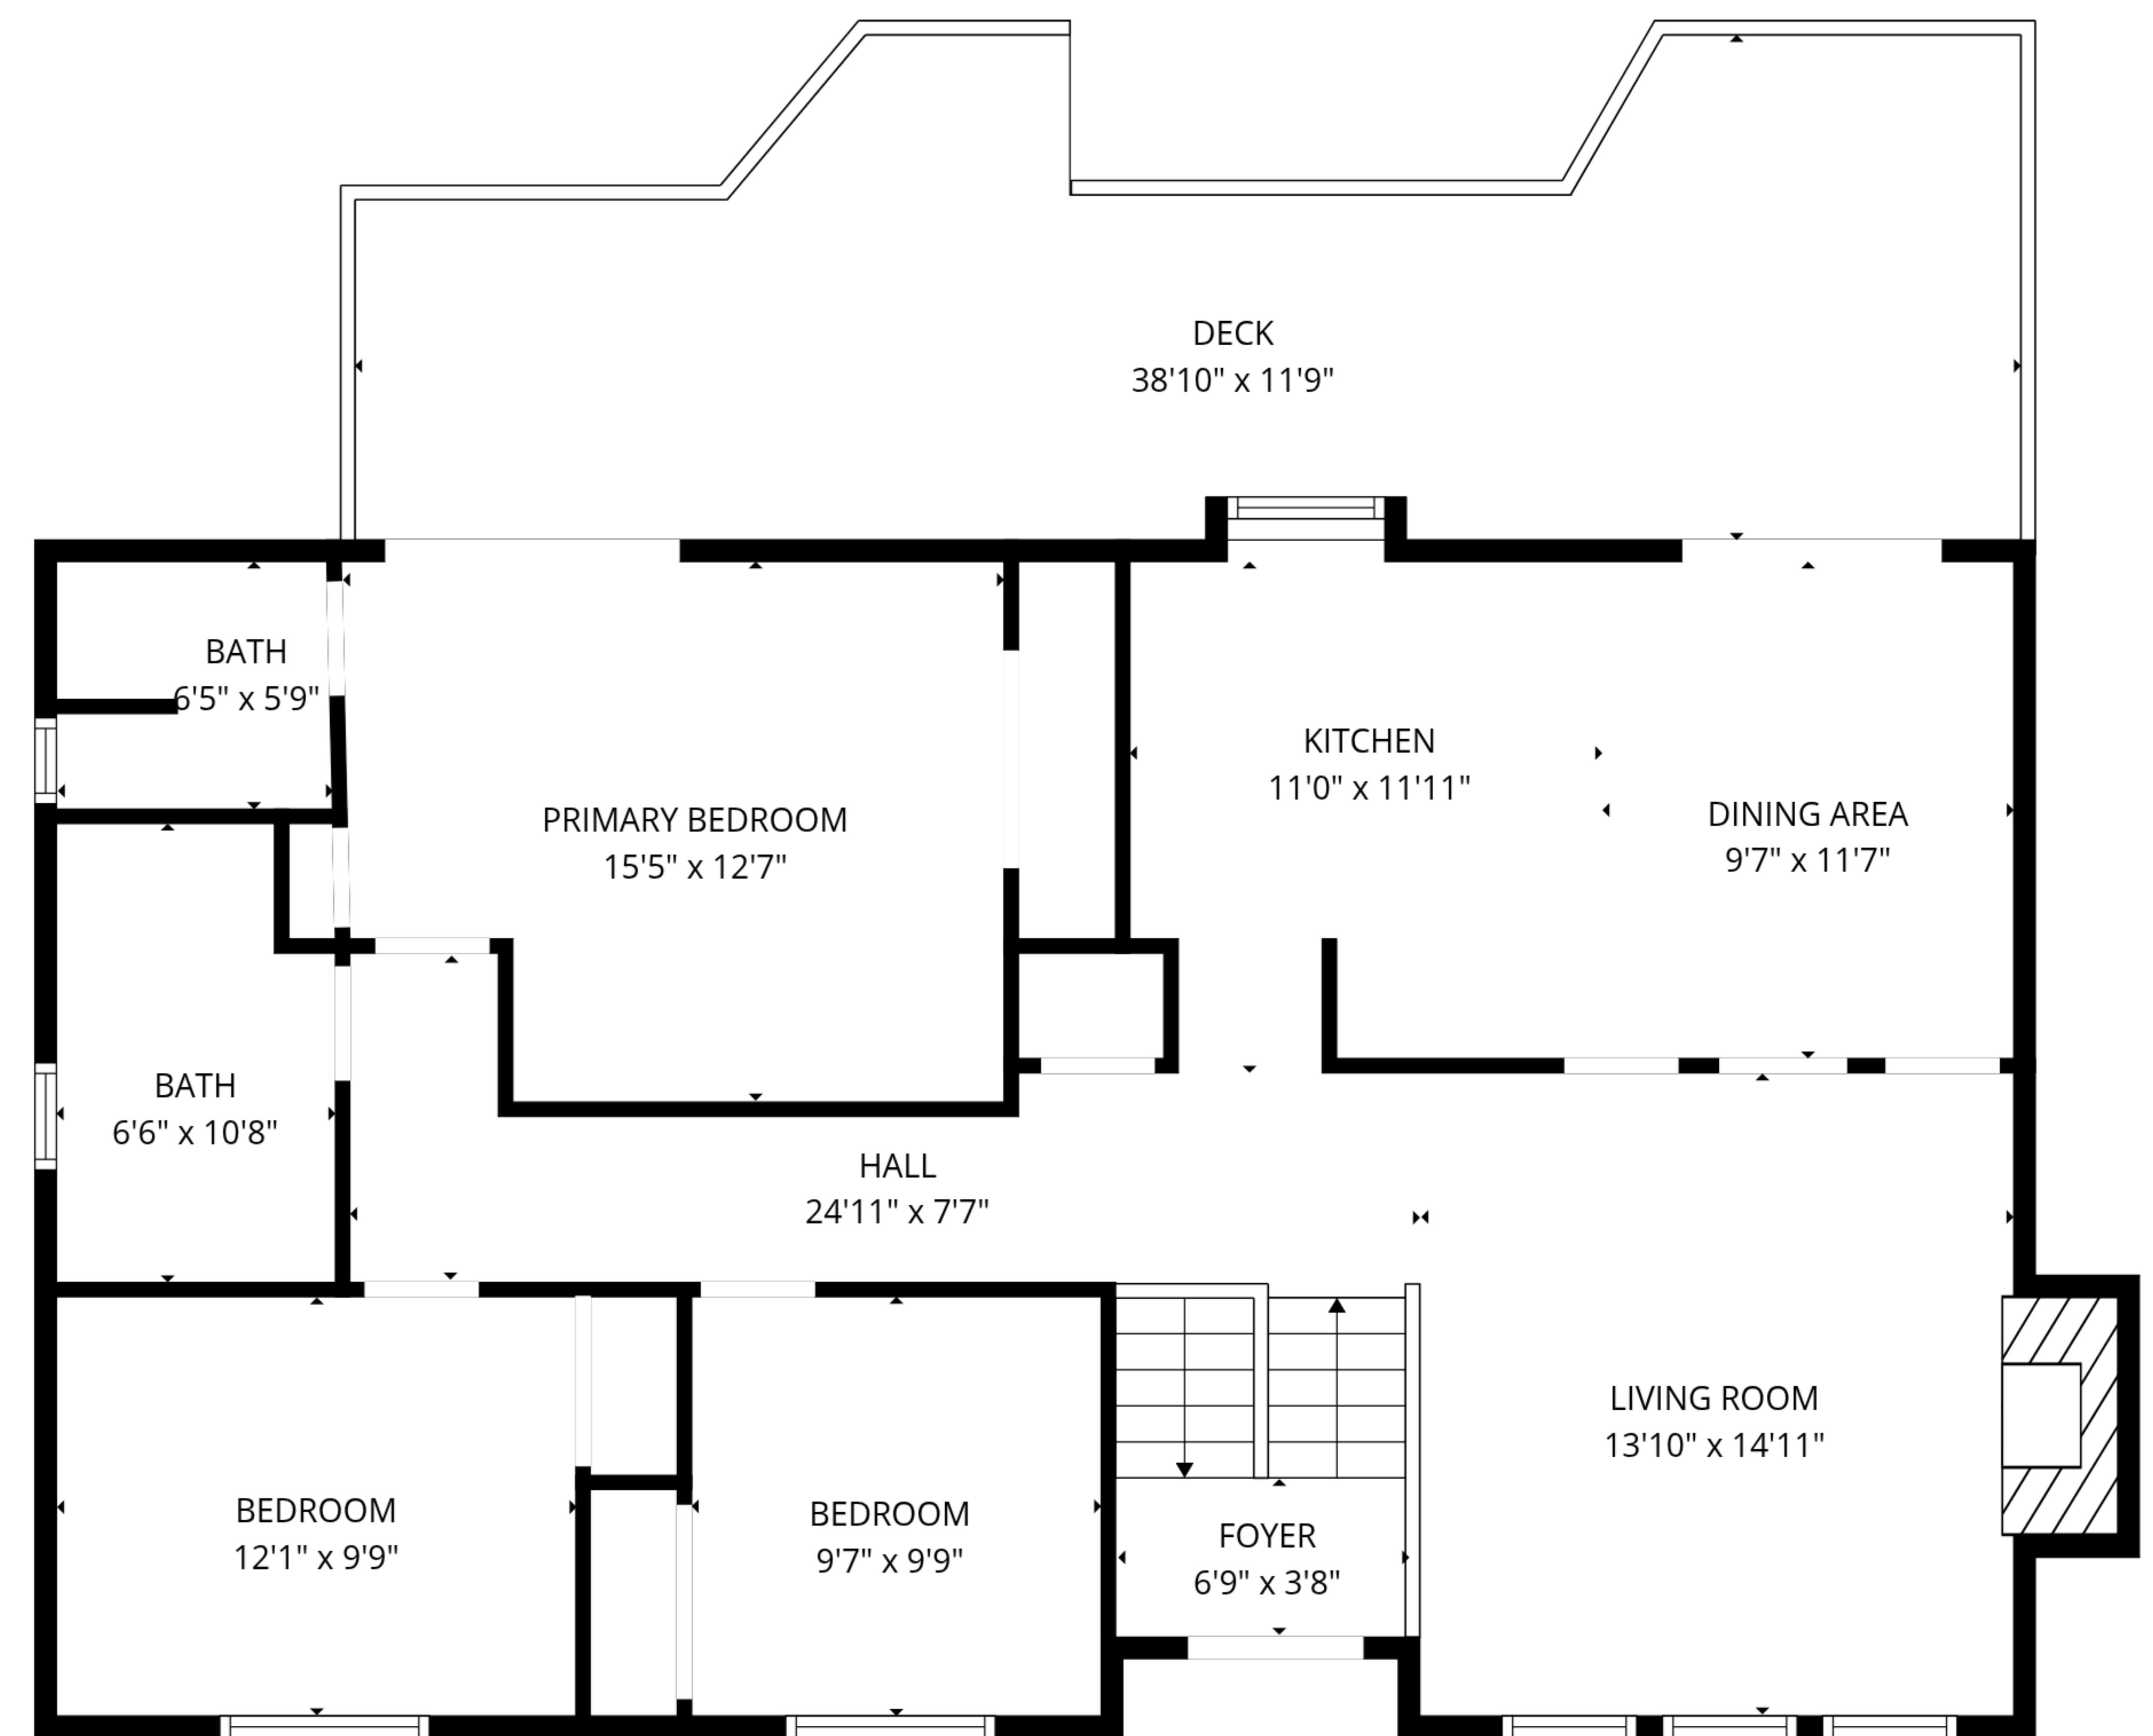 DECK
38'10" x 11'9"
BATH
6'5" x 5'9"
KITCHEN
11'0" x 11'11"
PRIMARY BEDROOM
15'5" x 12'7"
DINING AREA
9'7" x 11'7"
BATH
6'6" x 10'8"
HALL
24'11" x 7'7"
LIVING ROOM
13'10" x 14'11"
BEDROOM
12'1" x 9'9"
BEDROOM
9'7" x 9'9"
FOYER
6'9" x 3'8"